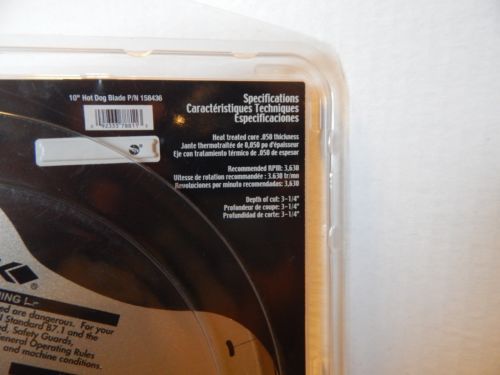 10" Hot Dog Blade P/N 158436
Specifications
Caractéristiques Techniques
Especificaciones
Heat treated core .050 thickness
Jante thermotraitée de 0,050 po d'épaisseur
Eje con tratamiento térmico de .050 de espesor
Recommended RPM: 3,630
Uitesse de rotation recommandée : 3.630 tr/mn
Revoluciones por minuto recomendadas: 3,630
Depth of cut: 3-1/4"
Profondeur de coupe: 3-1/4"
Profundidad de corte: 3-1/4"
K®
are dangerous. For your
Standard B7.1 and the
Safety Guards,
General Operating Rules
and machine conditions.